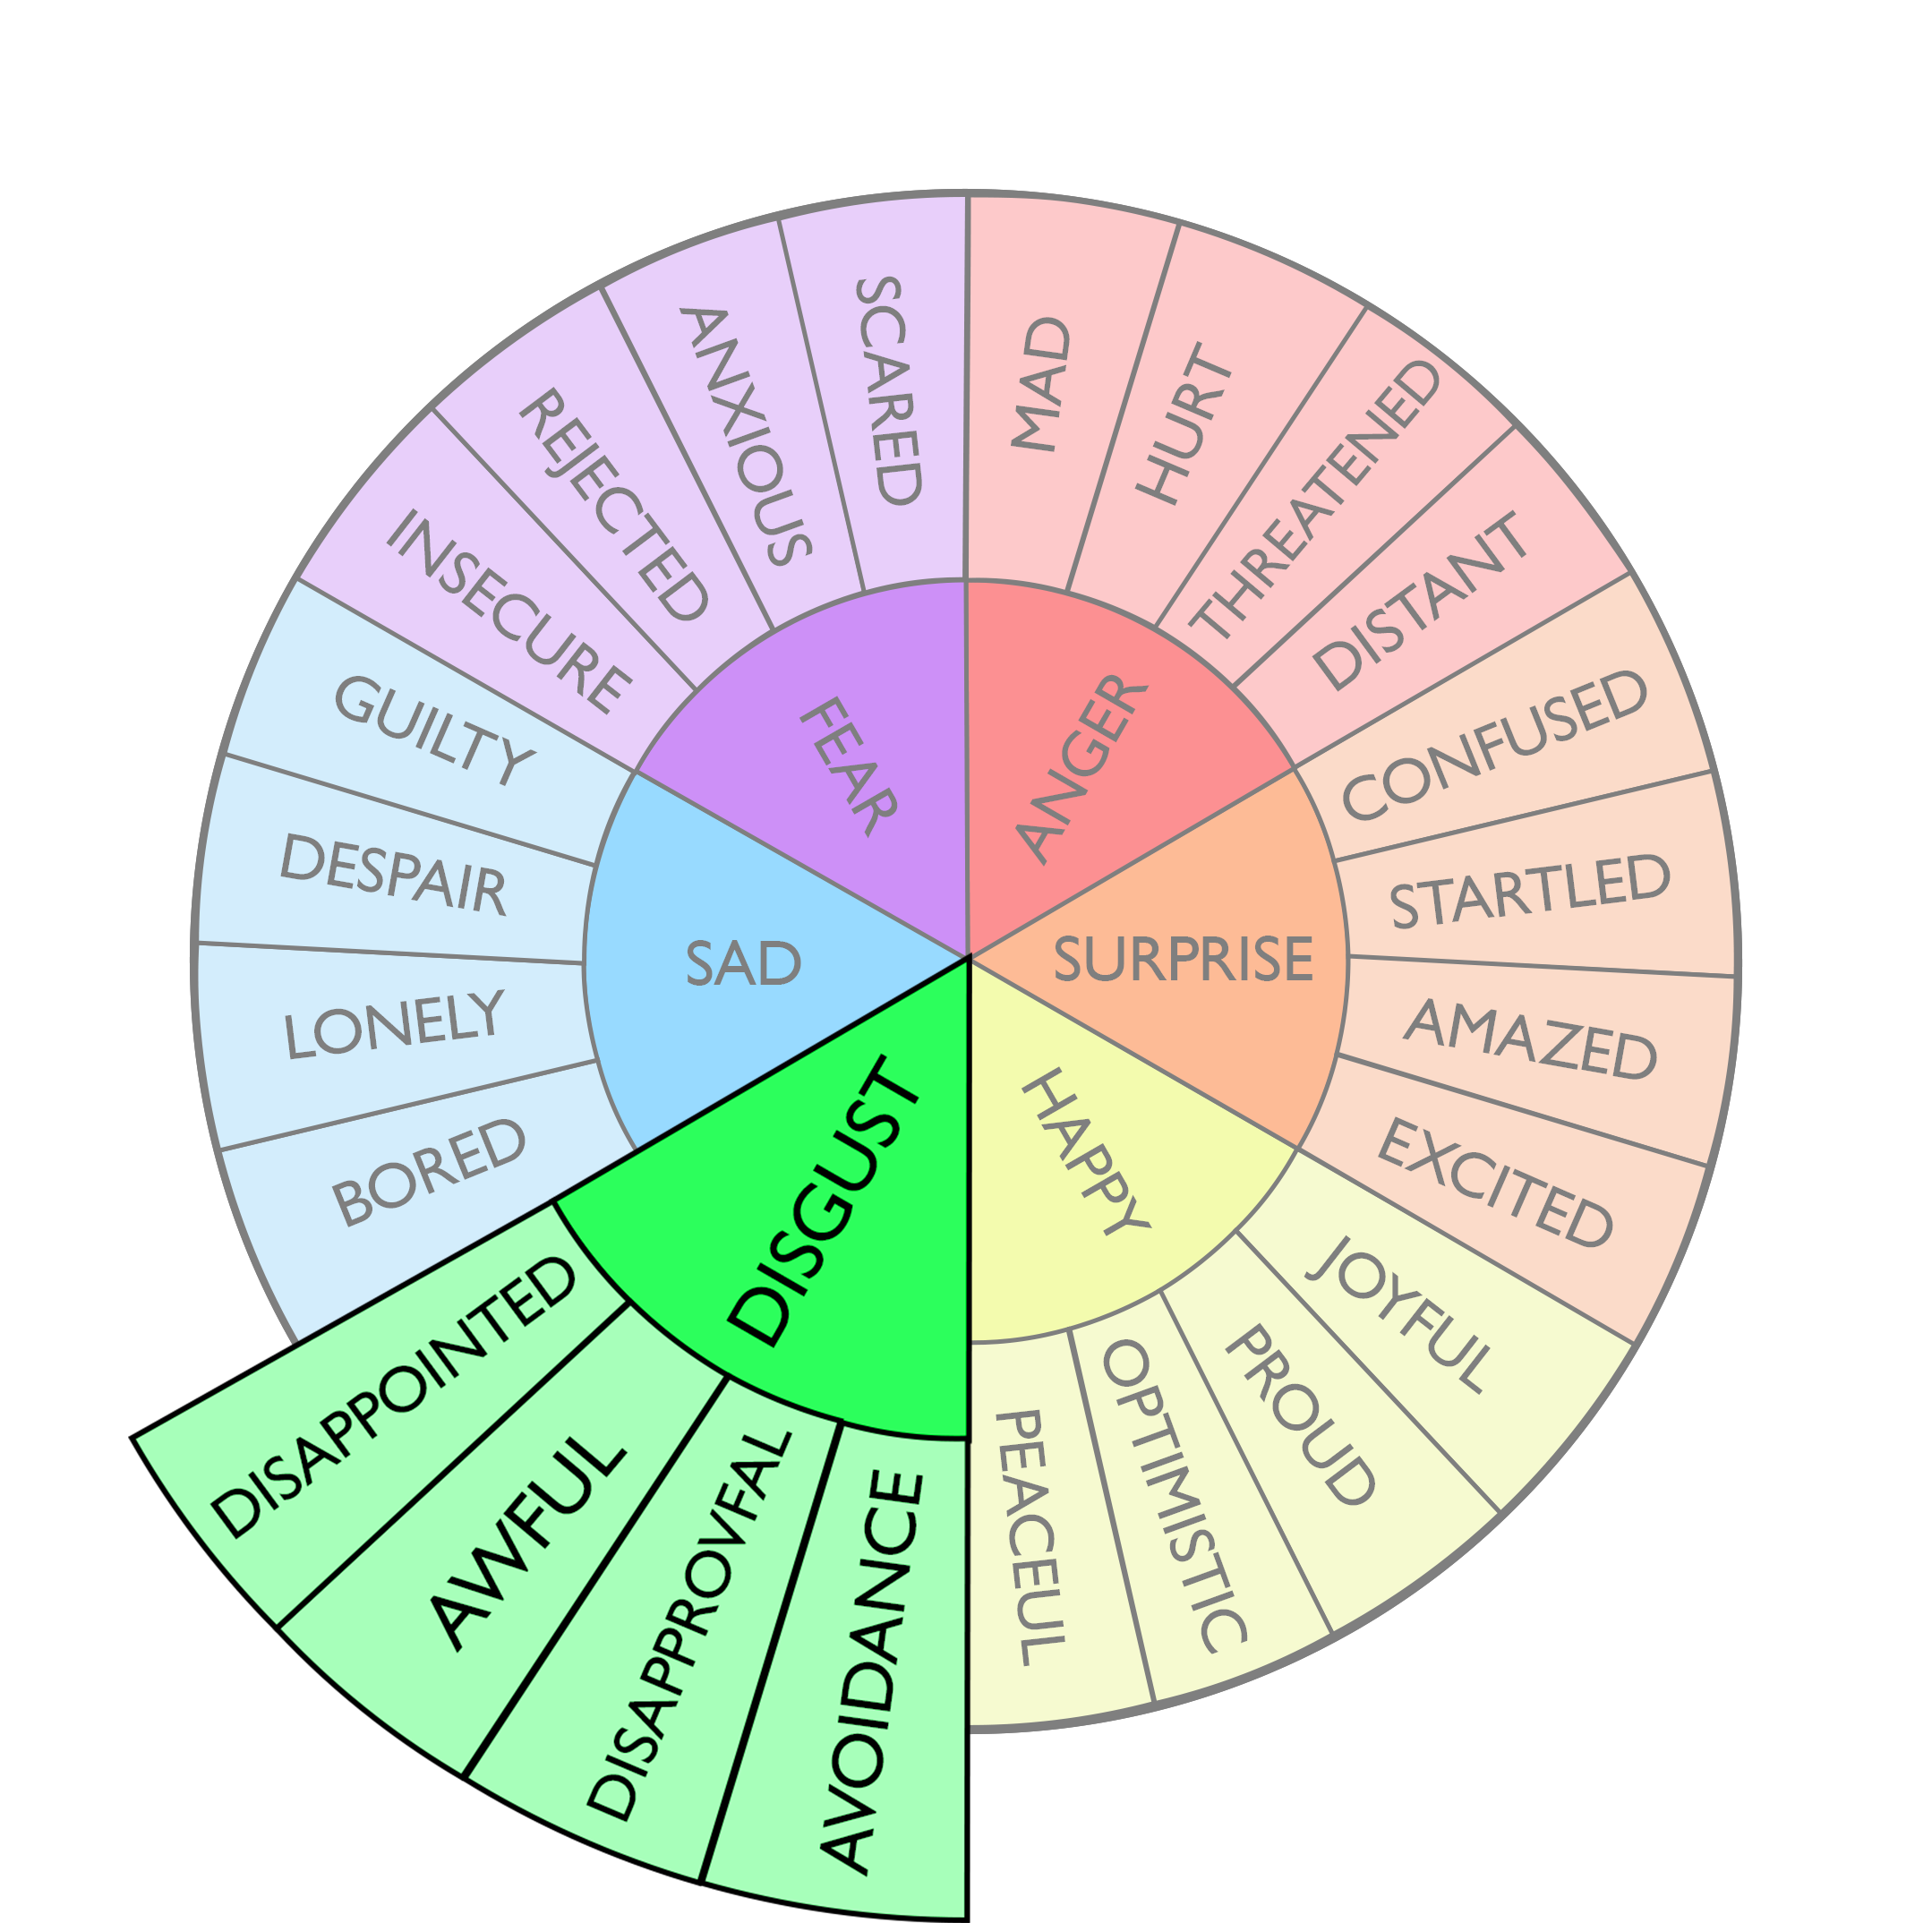 FEAR
SCARED
ANXIOUS
REJECTED
INSECURE
ANGER
MAD
HURT
THREATENED
DISTANT
SURPRISE
CONFUSED
STARTLED
AMAZED
EXCITED
HAPPY
JOYFUL
PROUD
OPTIMISTIC
PEACEUL
DISGUST
AVOIDANCE
DISAPPROVEAL
AWFUL
DISAPPOINTED
SAD
BORED
LONELY
DESPAIR
GUILTY